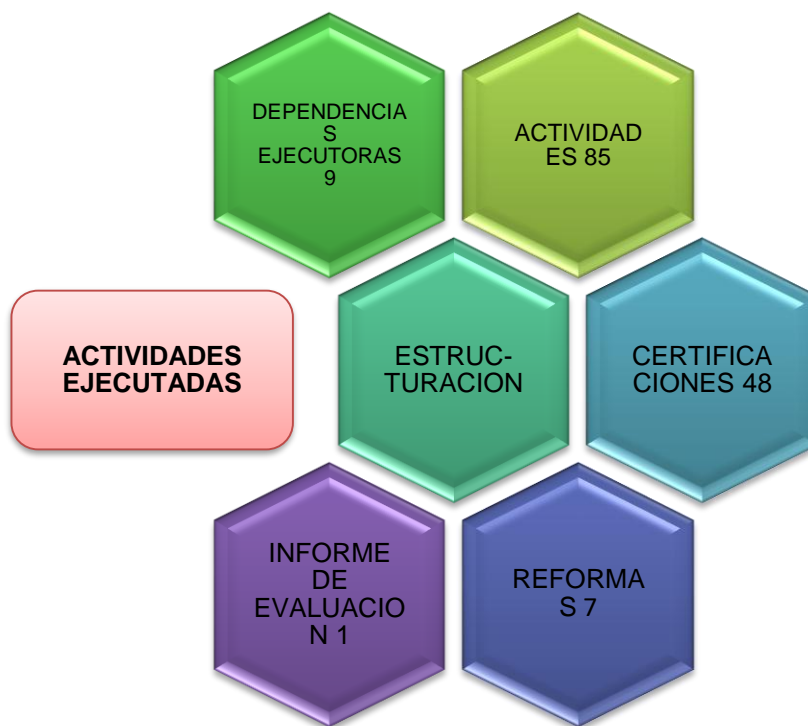 DEPENDENCIA
S
EJECUTORAS
9
ACTIVIDAD
ES 85
ACTIVIDADES
EJECUTADAS
ESTRUC-
TURACION
CERTIFICA
CIONES 48
INFORME
DE
EVALUACIO
N 1
REFORMA
S 7